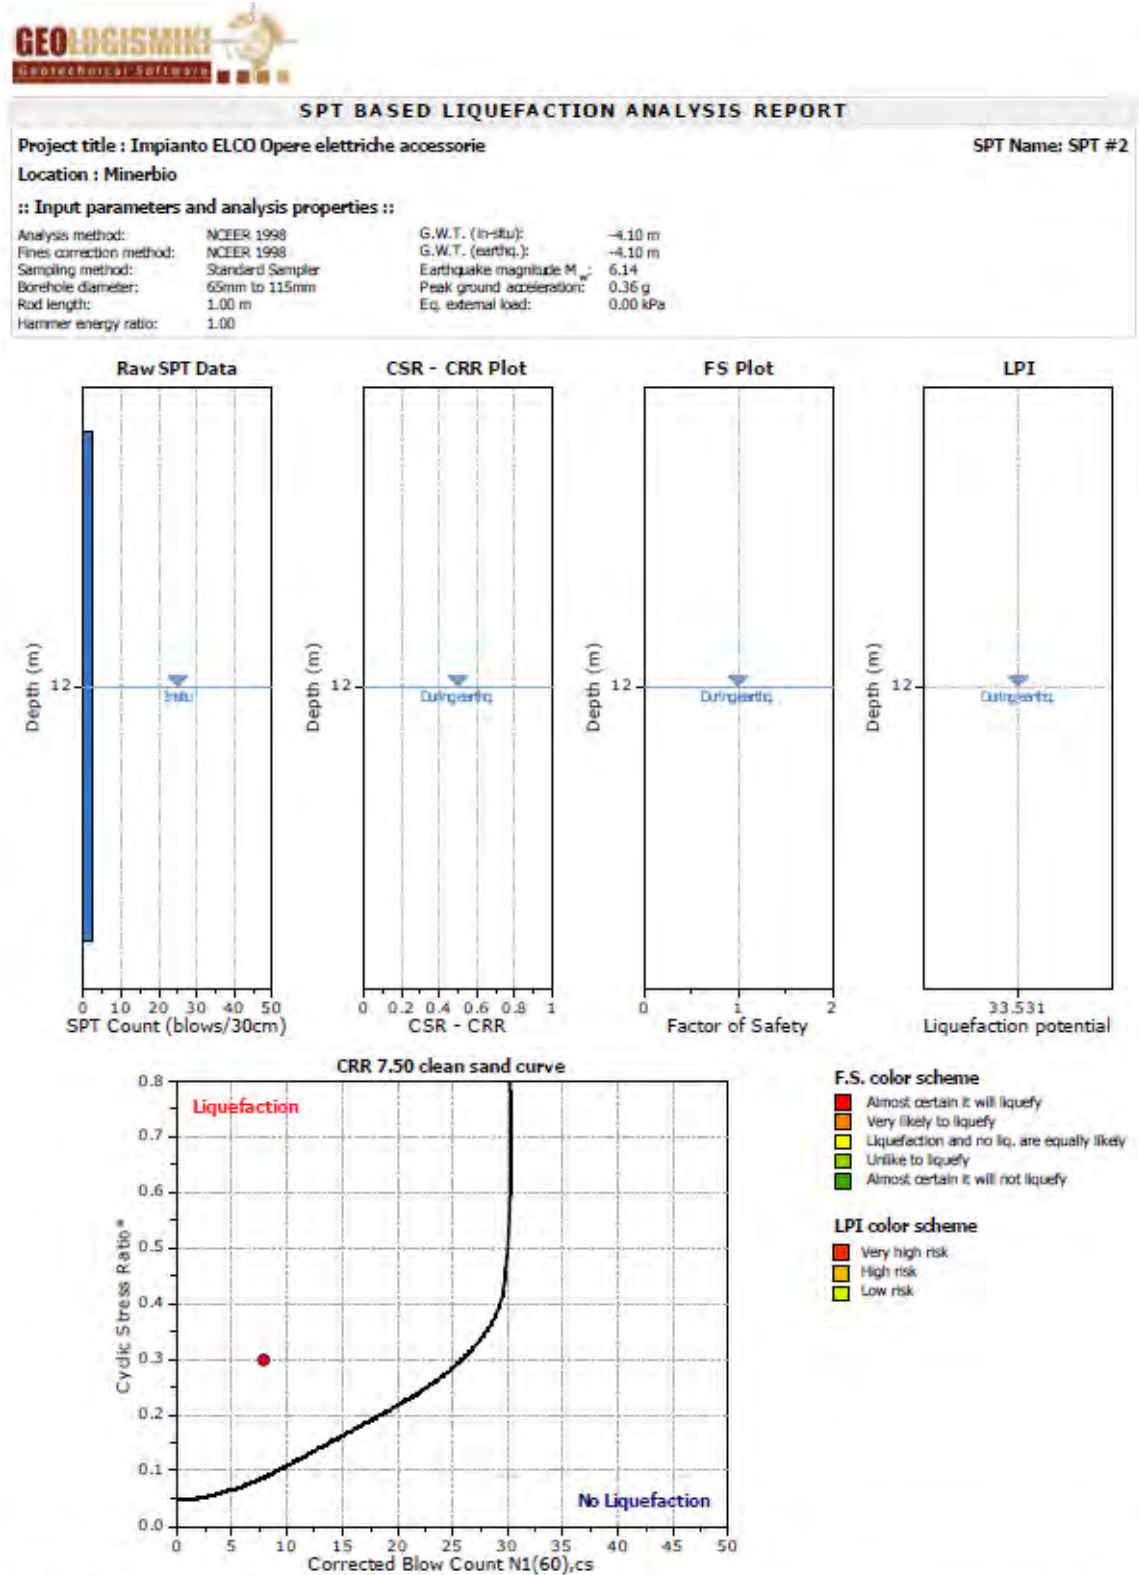 GEOLOGISMIKI
Geotechnical Software
SPT BASED LIQUEFACTION ANALYSIS REPORT
Project title : Impianto ELCO Opere elettriche accessorie
SPT Name: SPT #2
Location : Minerbio
:: Input parameters and analysis properties ::
Analysis method: NCEER 1998 G.W.T. (in-situ): -4.10 m
Fines correction method: NCEER 1998 G.W.T. (earthq.): -4.10 m
Sampling method: Standard Sampler Earthquake magnitude Mw: 6.14
Borehole diameter: 65mm to 115mm Peak ground acceleration: 0.36 g
Rod length: 1.00 m Eq. external load: 0.00 kPa
Hammer energy ratio: 1.00
Raw SPT Data CSR - CRR Plot FS Plot LPI
Depth (m) Depth (m) Depth (m) Depth (m)
12 12 12 12
Insitu During earthq. During earthq. During earthq.
0 10 20 30 40 50 0 0.2 0.4 0.6 0.8 1 0 1 2 33.531
SPT Count (blows/30cm) CSR - CRR Factor of Safety Liquefaction potential
CRR 7.50 clean sand curve
Cyclic Stress Ratio*
0.8
0.7
0.6
0.5
0.4
0.3
0.2
0.1
0.0
Liquefaction
No Liquefaction
0 5 10 15 20 25 30 35 40 45 50
Corrected Blow Count N1(60),cs
F.S. color scheme
Almost certain it will liquefy
Very likely to liquefy
Liquefaction and no liq. are equally likely
Unlike to liquefy
Almost certain it will not liquefy
LPI color scheme
Very high risk
High risk
Low risk